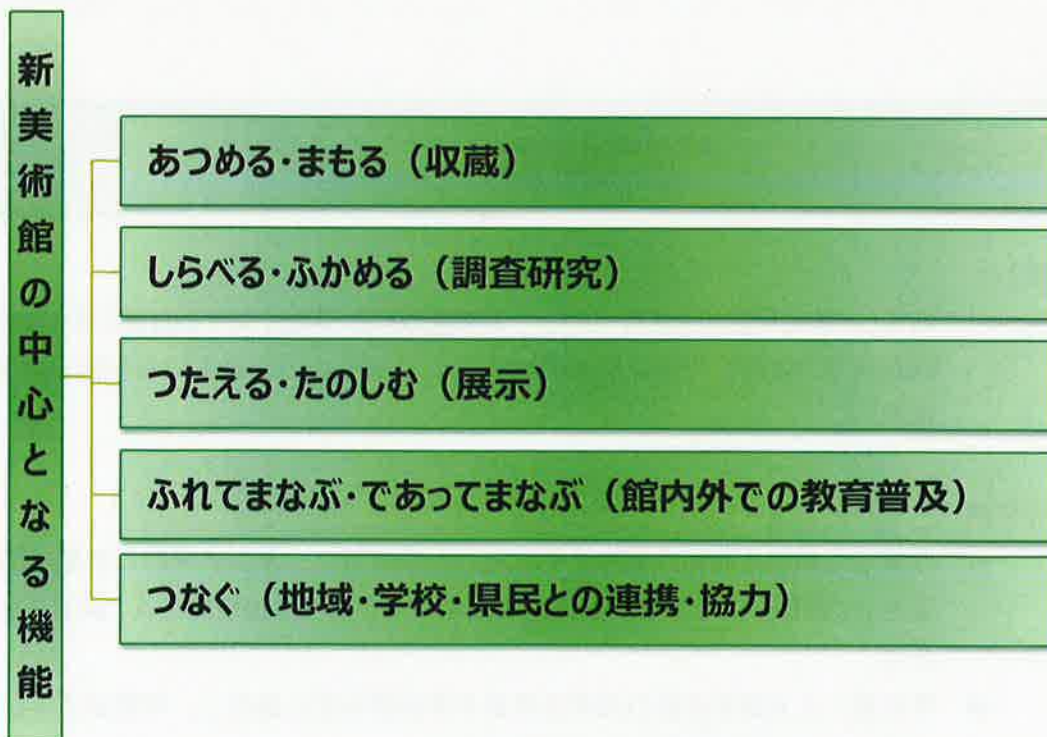 新美術館の中心となる機能
あつめる・まもる（収蔵）
しらべる・ふかめる（調査研究）
つたえる・たのしむ（展示）
ふれてまなぶ・であってまなぶ（館内外での教育普及）
つなぐ（地域・学校・県民との連携・協力）